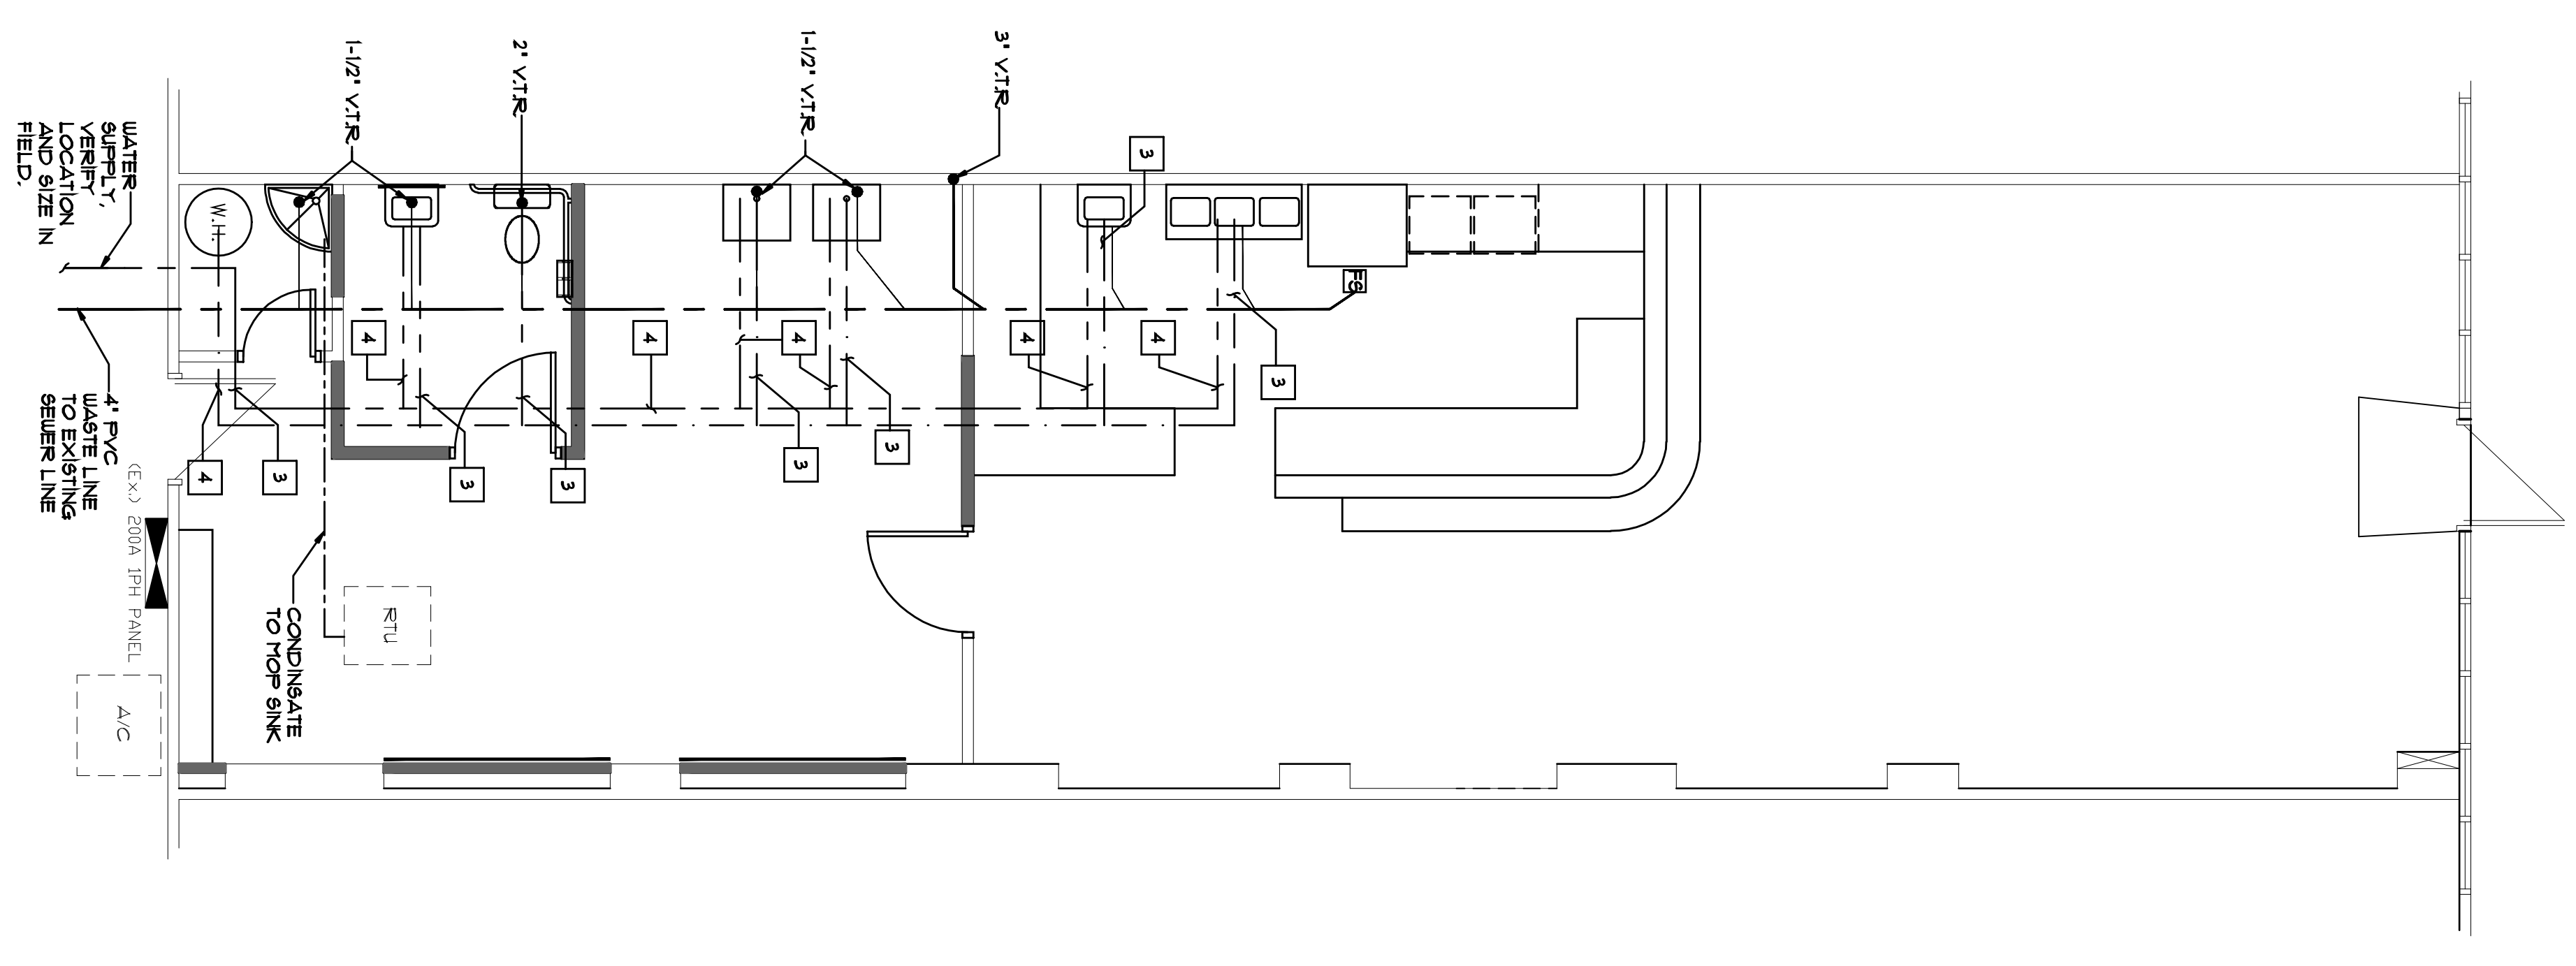 1-1/2" V.T.R.
2" V.T.R.
1-1/2" V.T.R.
3" V.T.R.
3
WATER
SUPPLY,
VERIFY
LOCATION
AND SIZE IN
FIELD.
W.H.
FS
4
4
4
4
4
3
4" PVC
WASTE LINE
TO EXISTING
SEWER LINE
4
3
3
3
3
3
(Ex.) 200A 1PH PANEL
CONDINSATE
TO MOP SINK
RTU
A/C